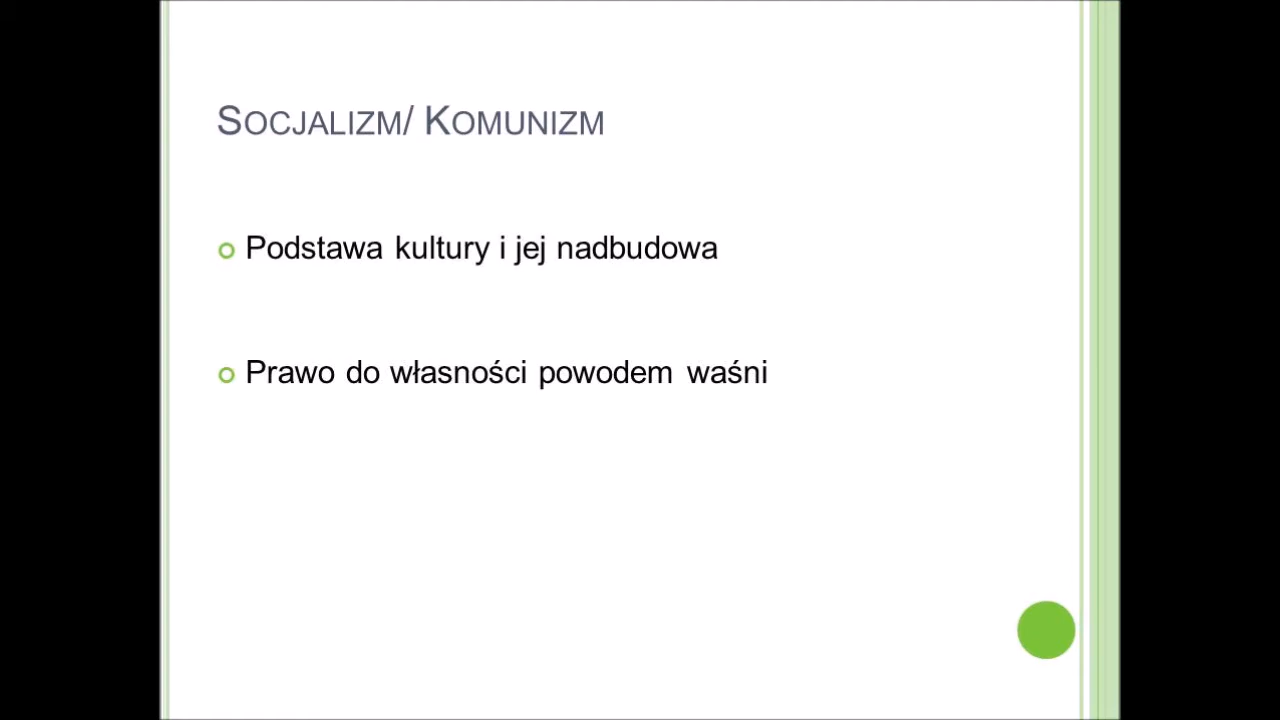 Socjalizm/ Komunizm
Podstawa kultury i jej nadbudowa
Prawo do własności powodem waśni